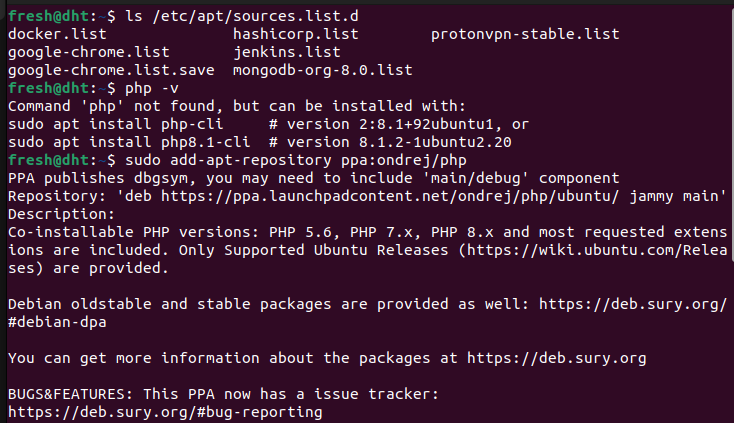 fresh@dht:~$ ls /etc/apt/sources.list.d
docker.list              hashicorp.list       protonvpn-stable.list
google-chrome.list       jenkins.list
google-chrome.list.save  mongodb-org-8.0.list
fresh@dht:~$ php -v
Command 'php' not found, but can be installed with:
sudo apt install php-cli     # version 2:8.1+92ubuntu1, or
sudo apt install php8.1-cli  # version 8.1.2-1ubuntu2.20
fresh@dht:~$ sudo add-apt-repository ppa:ondrej/php
PPA publishes dbgsym, you may need to include 'main/debug' component
Repository: 'deb https://ppa.launchpadcontent.net/ondrej/php/ubuntu/ jammy main'
Description:
Co-installable PHP versions: PHP 5.6, PHP 7.x, PHP 8.x and most requested extens
ions are included. Only Supported Ubuntu Releases (https://wiki.ubuntu.com/Relea
ses) are provided.
Debian oldstable and stable packages are provided as well: https://deb.sury.org/
#debian-dpa
You can get more information about the packages at https://deb.sury.org
BUGS&FEATURES: This PPA now has a issue tracker:
https://deb.sury.org/#bug-reporting